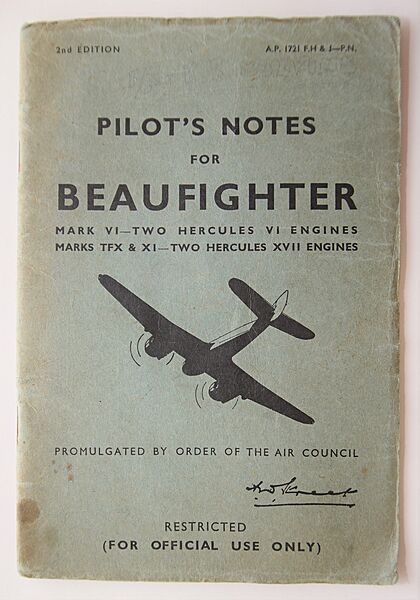 2nd EDITION
A.P. 1721 F,H & J—P.N.
PILOT'S NOTES
FOR
BEAUFIGHTER
MARK VI—TWO HERCULES VI ENGINES
MARKS TFX & XI—TWO HERCULES XVII ENGINES
PROMULGATED BY ORDER OF THE AIR COUNCIL
RESTRICTED
(FOR OFFICIAL USE ONLY)